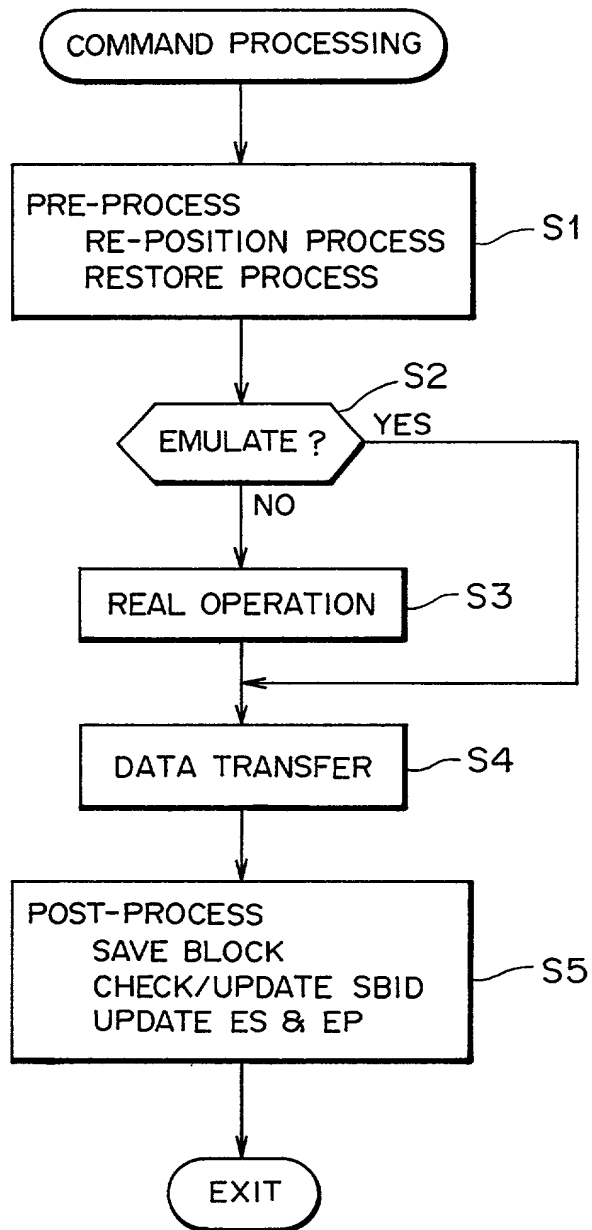 COMMAND PROCESSING
PRE-PROCESS
RE-POSITION PROCESS
RESTORE PROCESS
S1
S2
EMULATE ?
YES
NO
REAL OPERATION
S3
DATA TRANSFER
S4
POST-PROCESS
SAVE BLOCK
CHECK/UPDATE SBID
UPDATE ES & EP
S5
EXIT